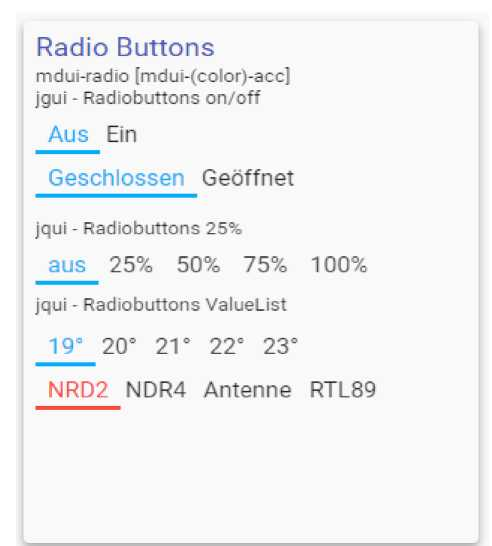 Radio Buttons
mdui-radio [mdui-(color)-acc]
jgui - Radiobuttons on/off
Aus Ein
Geschlossen Geöffnet
jqui - Radiobuttons 25%
aus 25% 50% 75% 100%
jqui - Radiobuttons ValueList
19° 20° 21° 22° 23°
NRD2 NDR4 Antenne RTL89